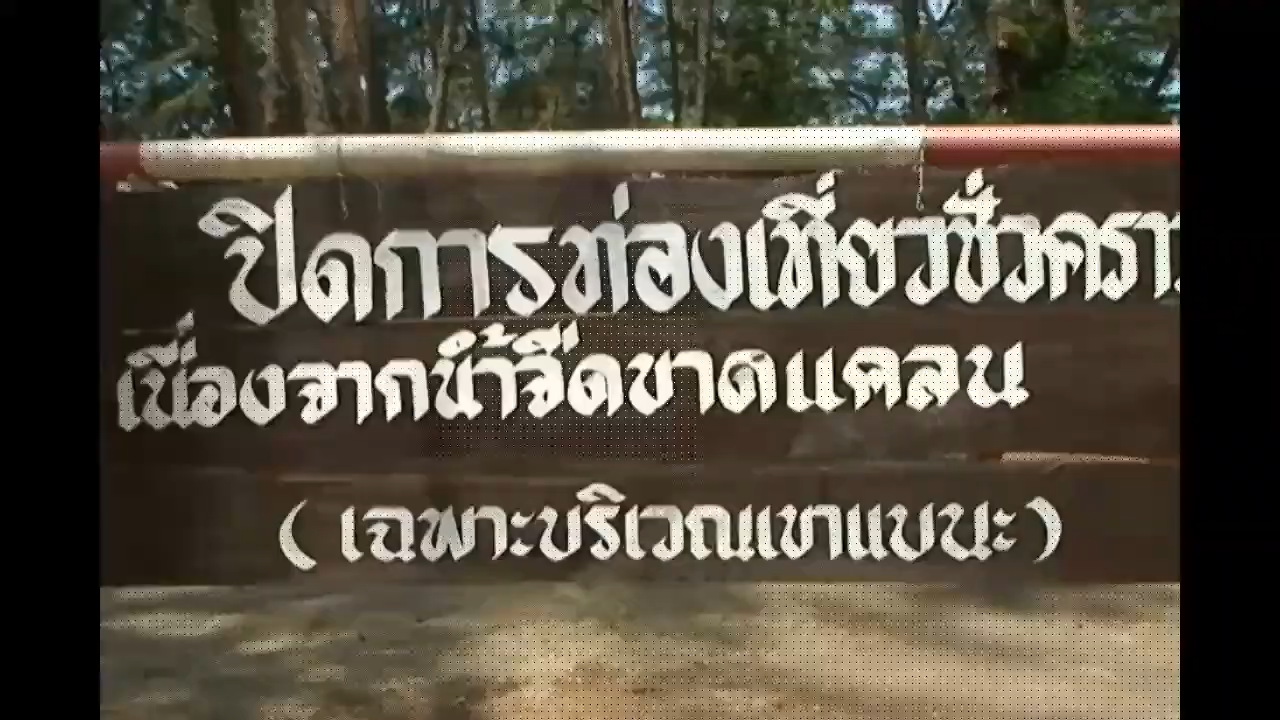 ปิดการท่องเที่ยวชั่วครา
เนื่องจากน้ำจืดขาดแคลน
(เฉพาะบริเวณเขาแบนะ)